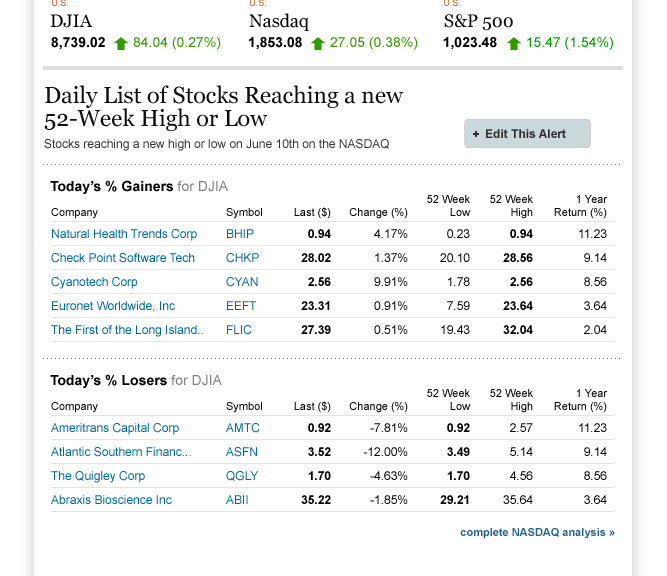 U.S. U.S. U.S.
DJIA Nasdaq S&P 500
8,739.02 84.04 (0.27%) 1,853.08 27.05 (0.38%) 1,023.48 15.47 (1.54%)
Daily List of Stocks Reaching a new
52-Week High or Low
Stocks reaching a new high or low on June 10th on the NASDAQ
+ Edit This Alert
Today's % Gainers for DJIA
Company Symbol Last ($) Change (%) 52 Week Low 52 Week High 1 Year Return (%)
Natural Health Trends Corp BHIP 0.94 4.17% 0.23 0.94 11.23
Check Point Software Tech CHKP 28.02 1.37% 20.10 28.56 9.14
Cyanotech Corp CYAN 2.56 9.91% 1.78 2.56 8.56
Euronet Worldwide, Inc EEFT 23.31 0.91% 7.59 23.64 3.64
The First of the Long Island.. FLIC 27.39 0.51% 19.43 32.04 2.04
Today's % Losers for DJIA
Company Symbol Last ($) Change (%) 52 Week Low 52 Week High 1 Year Return (%)
Ameritrans Capital Corp AMTC 0.92 -7.81% 0.92 2.57 11.23
Atlantic Southern Financ... ASFN 3.52 -12.00% 3.49 5.14 9.14
The Quigley Corp QGLY 1.70 -4.63% 1.70 4.56 8.56
Abraxis Bioscience Inc ABII 35.22 -1.85% 29.21 35.64 3.64
complete NASDAQ analysis »